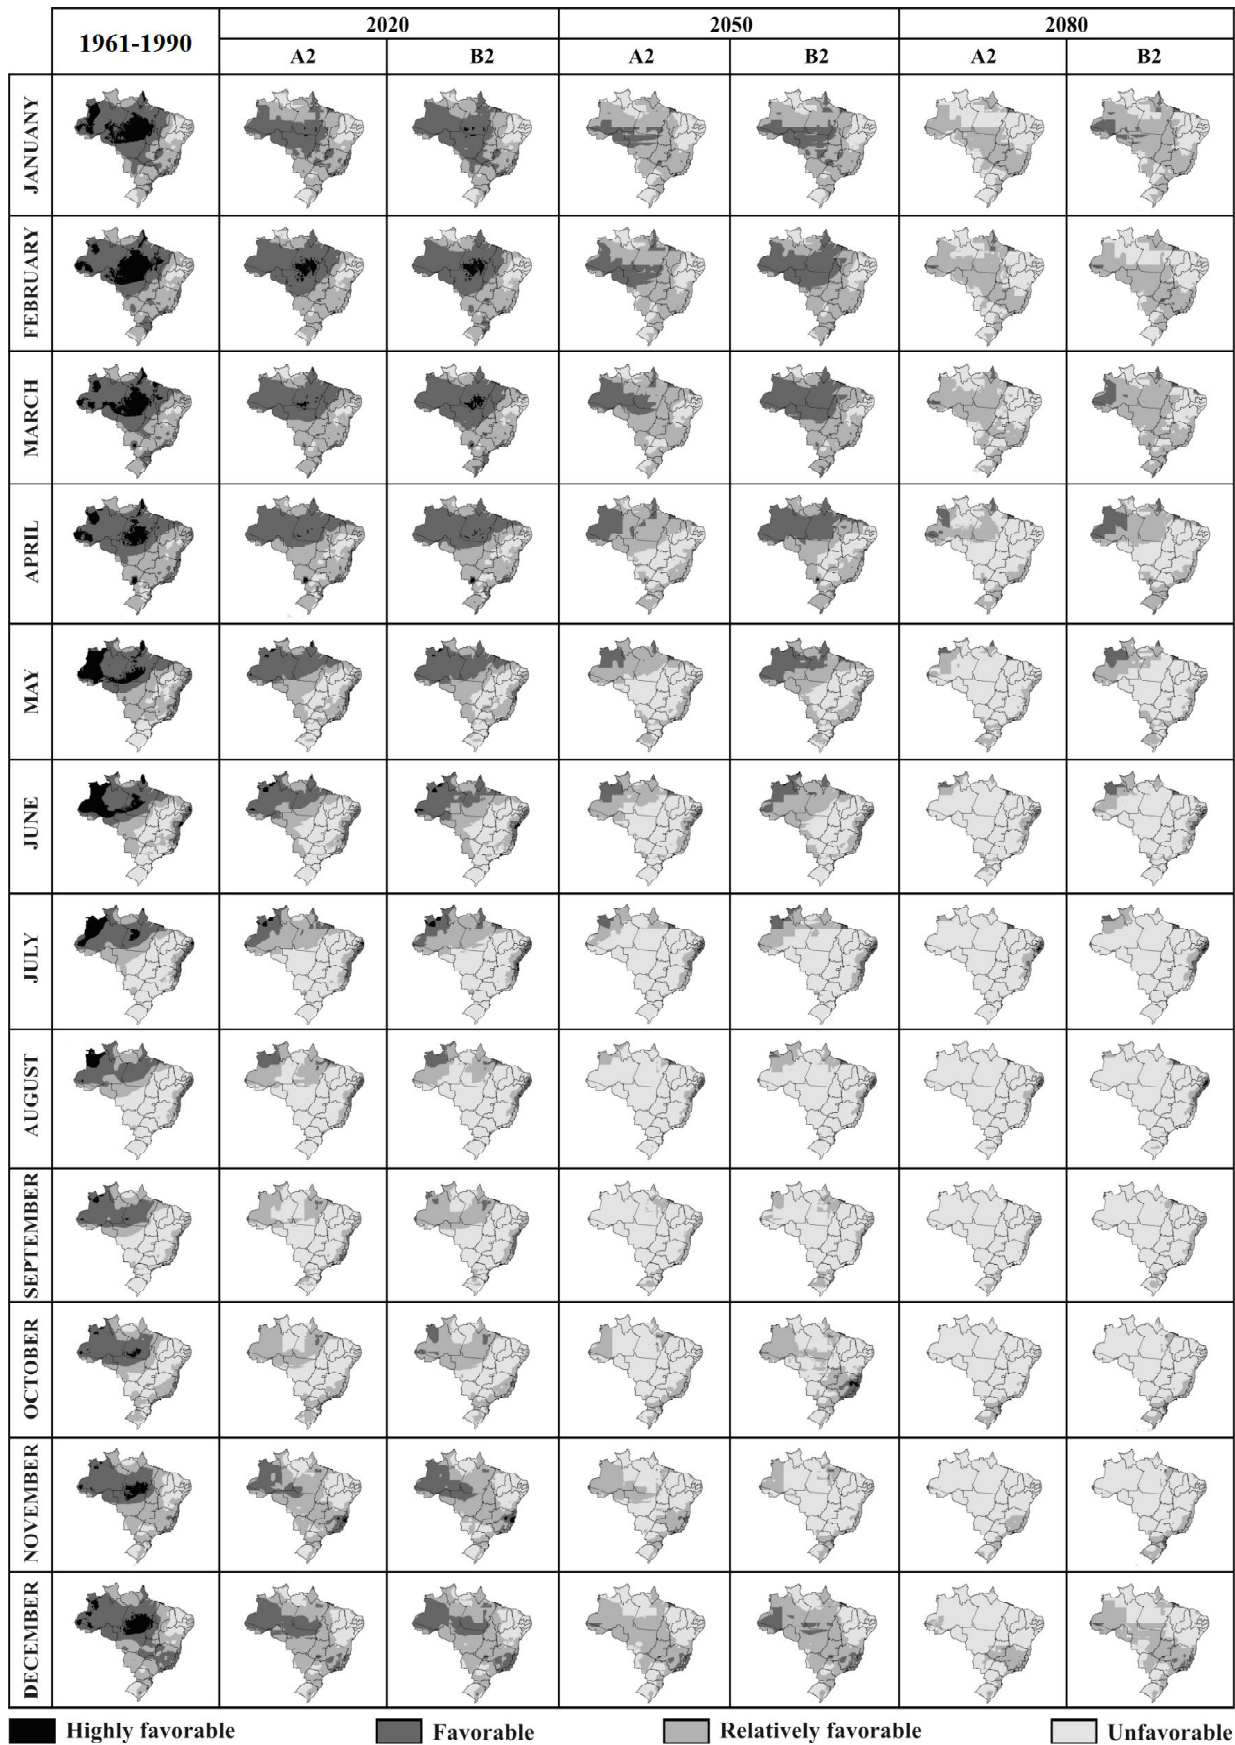 1961-1990 2020 2050 2080
A2 B2 A2 B2 A2 B2
JANUANY
FEBRUARY
MARCH
APRIL
MAY
JUNE
JULY
AUGUST
SEPTEMBER
OCTOBER
NOVEMBER
DECEMBER
Highly favorable Favorable Relatively favorable Unfavorable